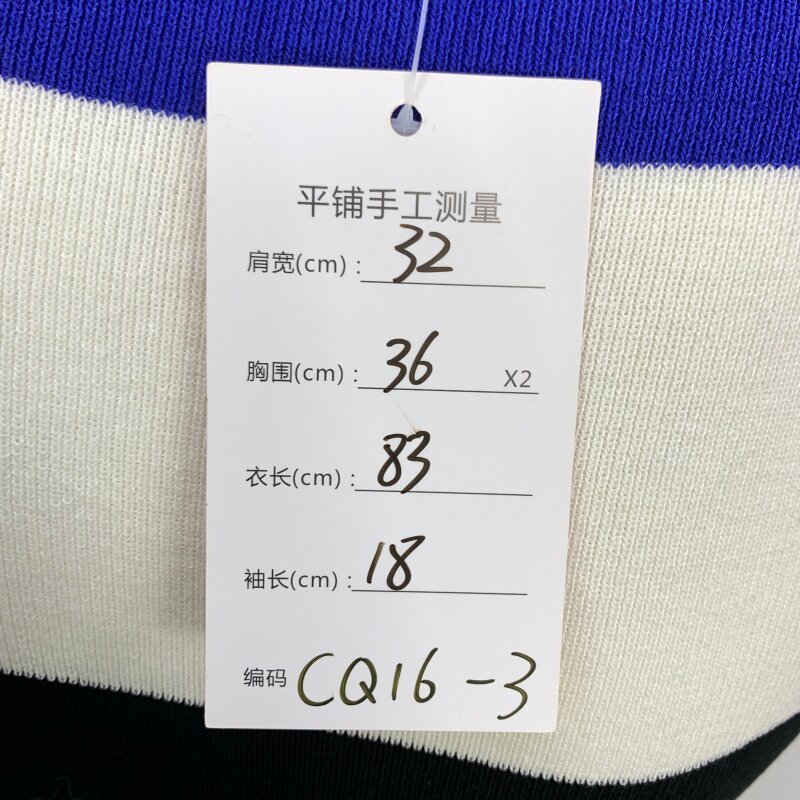 平铺手工测量
肩宽(cm)：32
胸围(cm)：36 X2
衣长(cm)：83
袖长(cm)：18
编码 CQ16-3